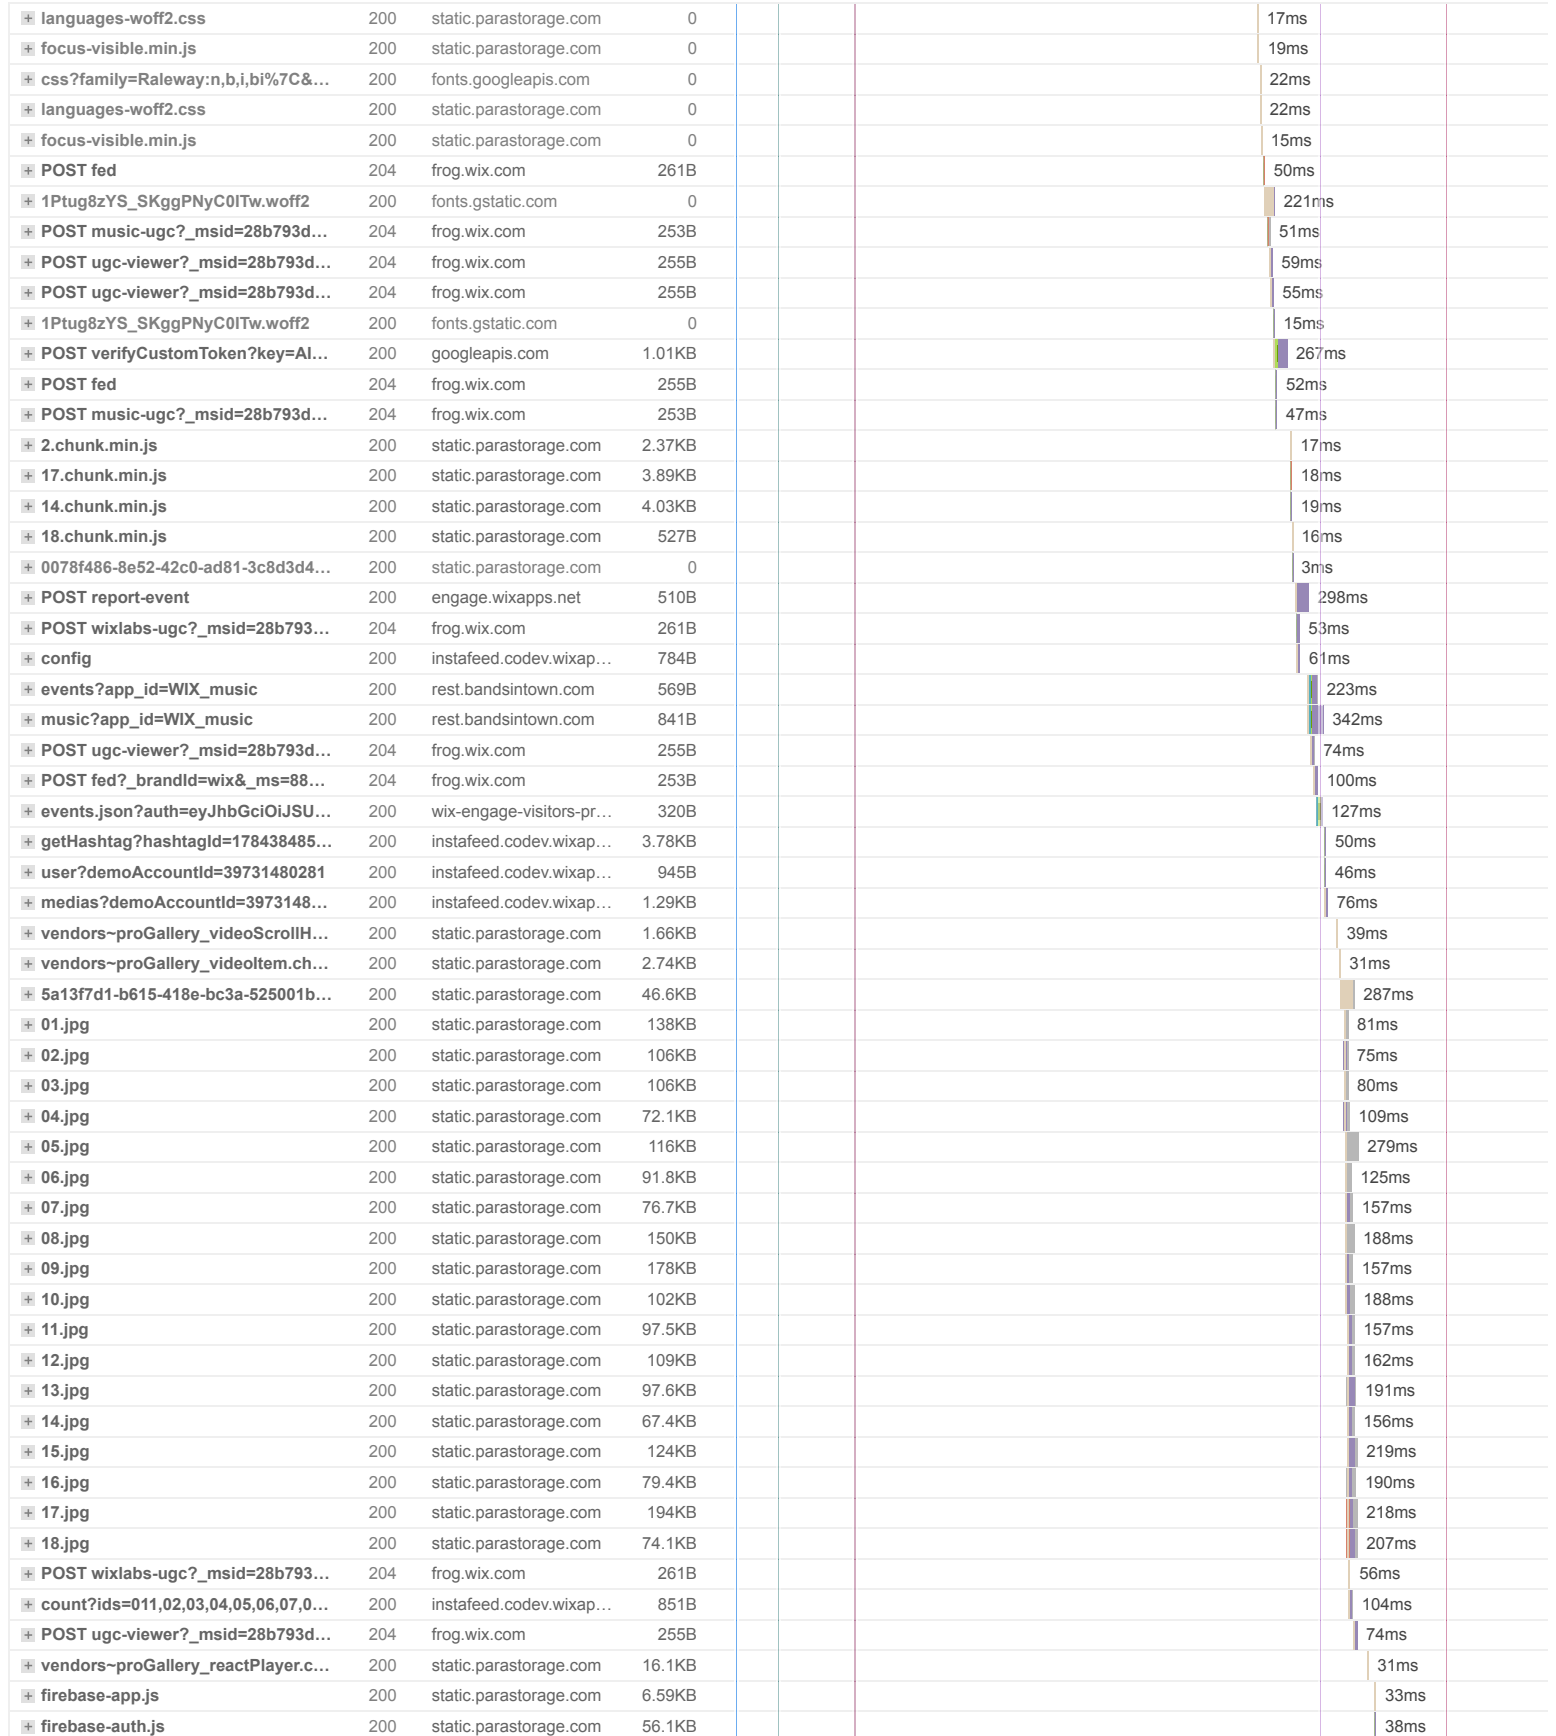 languages-woff2.css 200 static.parastorage.com 0 17ms
focus-visible.min.js 200 static.parastorage.com 0 19ms
css?family=Raleway:n,b,i,bi%7C&… 200 fonts.googleapis.com 0 22ms
languages-woff2.css 200 static.parastorage.com 0 22ms
focus-visible.min.js 200 static.parastorage.com 0 15ms
POST fed 204 frog.wix.com 261B 50ms
1Ptug8zYS_SKggPNyC0ITw.woff2 200 fonts.gstatic.com 0 221ms
POST music-ugc?_msid=28b793d… 204 frog.wix.com 253B 51ms
POST ugc-viewer?_msid=28b793d… 204 frog.wix.com 255B 59ms
POST ugc-viewer?_msid=28b793d… 204 frog.wix.com 255B 55ms
1Ptug8zYS_SKggPNyC0ITw.woff2 200 fonts.gstatic.com 0 15ms
POST verifyCustomToken?key=AI… 200 googleapis.com 1.01KB 267ms
POST fed 204 frog.wix.com 255B 52ms
POST music-ugc?_msid=28b793d… 204 frog.wix.com 253B 47ms
2.chunk.min.js 200 static.parastorage.com 2.37KB 17ms
17.chunk.min.js 200 static.parastorage.com 3.89KB 18ms
14.chunk.min.js 200 static.parastorage.com 4.03KB 19ms
18.chunk.min.js 200 static.parastorage.com 527B 16ms
0078f486-8e52-42c0-ad81-3c8d3d4… 200 static.parastorage.com 0 3ms
POST report-event 200 engage.wixapps.net 510B 298ms
POST wixlabs-ugc?_msid=28b793… 204 frog.wix.com 261B 53ms
config 200 instafeed.codev.wixap… 784B 61ms
events?app_id=WIX_music 200 rest.bandsintown.com 569B 223ms
music?app_id=WIX_music 200 rest.bandsintown.com 841B 342ms
POST ugc-viewer?_msid=28b793d… 204 frog.wix.com 255B 74ms
POST fed?_brandId=wix&_ms=88… 204 frog.wix.com 253B 100ms
events.json?auth=eyJhbGciOiJSU… 200 wix-engage-visitors-pr… 320B 127ms
getHashtag?hashtagId=178438485… 200 instafeed.codev.wixap… 3.78KB 50ms
user?demoAccountId=39731480281 200 instafeed.codev.wixap… 945B 46ms
medias?demoAccountId=3973148… 200 instafeed.codev.wixap… 1.29KB 76ms
vendors~proGallery_videoScrollH… 200 static.parastorage.com 1.66KB 39ms
vendors~proGallery_videoItem.ch… 200 static.parastorage.com 2.74KB 31ms
5a13f7d1-b615-418e-bc3a-525001b… 200 static.parastorage.com 46.6KB 287ms
01.jpg 200 static.parastorage.com 138KB 81ms
02.jpg 200 static.parastorage.com 106KB 75ms
03.jpg 200 static.parastorage.com 106KB 80ms
04.jpg 200 static.parastorage.com 72.1KB 109ms
05.jpg 200 static.parastorage.com 116KB 279ms
06.jpg 200 static.parastorage.com 91.8KB 125ms
07.jpg 200 static.parastorage.com 76.7KB 157ms
08.jpg 200 static.parastorage.com 150KB 188ms
09.jpg 200 static.parastorage.com 178KB 157ms
10.jpg 200 static.parastorage.com 102KB 188ms
11.jpg 200 static.parastorage.com 97.5KB 157ms
12.jpg 200 static.parastorage.com 109KB 162ms
13.jpg 200 static.parastorage.com 97.6KB 191ms
14.jpg 200 static.parastorage.com 67.4KB 156ms
15.jpg 200 static.parastorage.com 124KB 219ms
16.jpg 200 static.parastorage.com 79.4KB 190ms
17.jpg 200 static.parastorage.com 194KB 218ms
18.jpg 200 static.parastorage.com 74.1KB 207ms
POST wixlabs-ugc?_msid=28b793… 204 frog.wix.com 261B 56ms
count?ids=011,02,03,04,05,06,07,0… 200 instafeed.codev.wixap… 851B 104ms
POST ugc-viewer?_msid=28b793d… 204 frog.wix.com 255B 74ms
vendors~proGallery_reactPlayer.c… 200 static.parastorage.com 16.1KB 31ms
firebase-app.js 200 static.parastorage.com 6.59KB 33ms
firebase-auth.js 200 static.parastorage.com 56.1KB 38ms